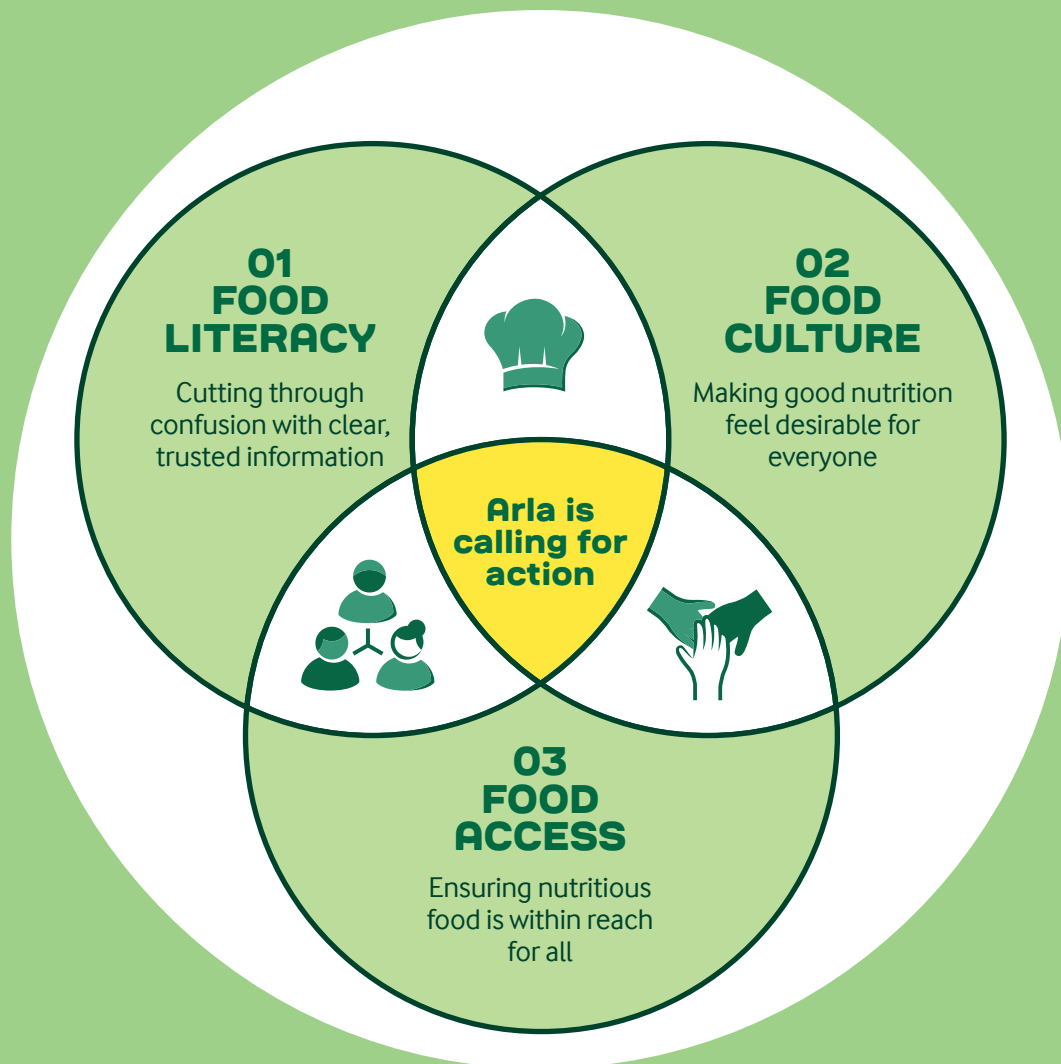 01
FOOD
LITERACY
Cutting through
confusion with clear,
trusted information
02
FOOD
CULTURE
Making good nutrition
feel desirable for
everyone
Arla is
calling for
action
03
FOOD
ACCESS
Ensuring nutritious
food is within reach
for all